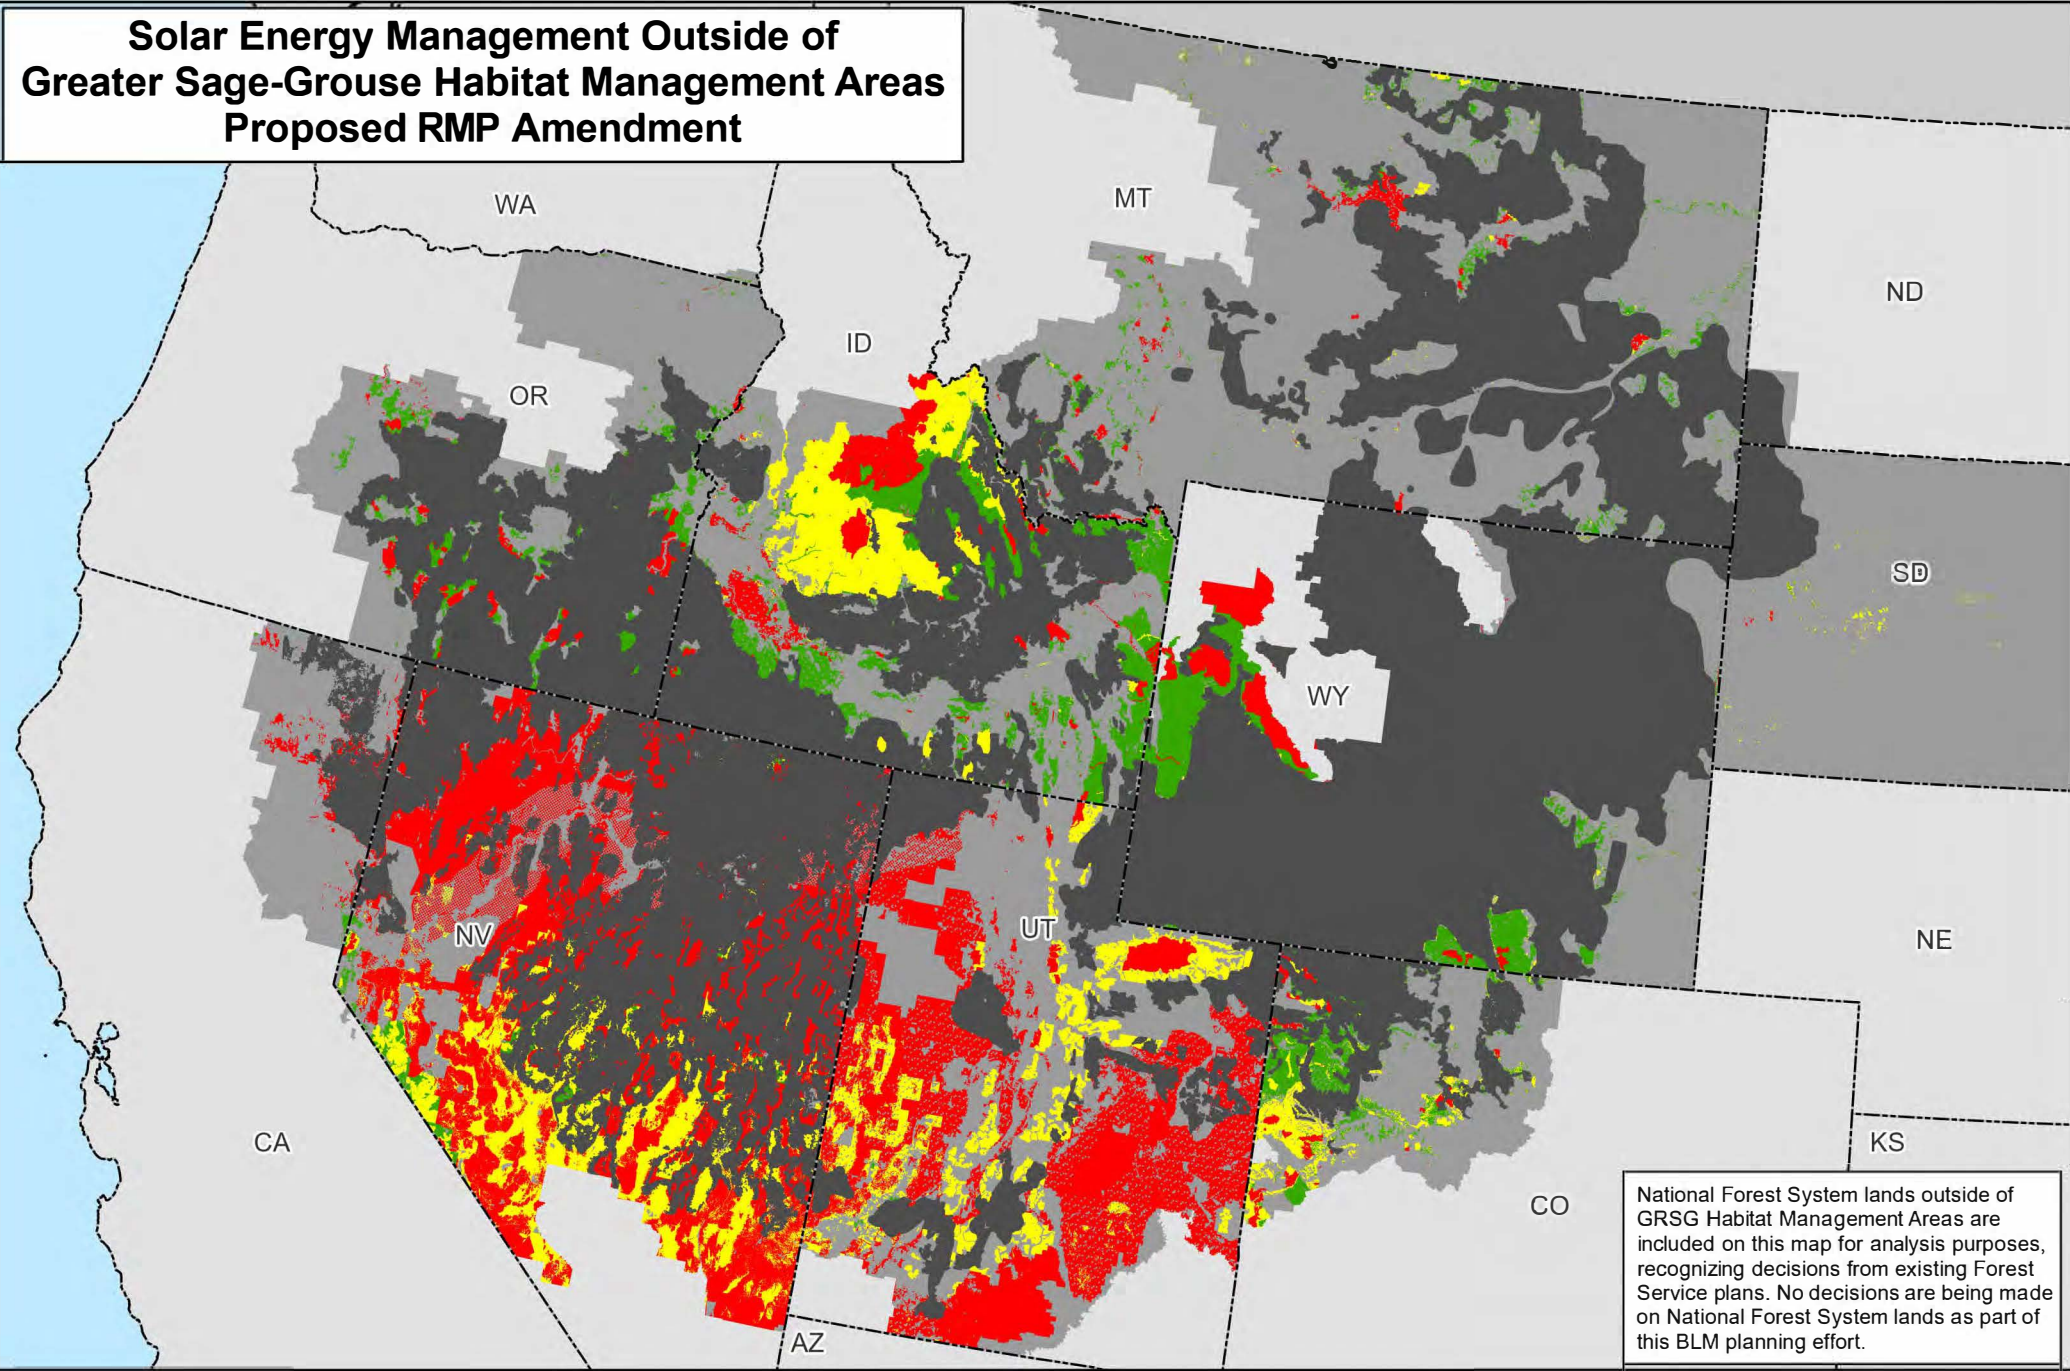 Solar Energy Management Outside of
Greater Sage-Grouse Habitat Management Areas
Proposed RMP Amendment
WA
MT
ND
ID
OR
SD
WY
UT
NV
NE
CA
KS
CO
AZ
National Forest System lands outside of
GRSG Habitat Management Areas are
included on this map for analysis purposes,
recognizing decisions from existing Forest
Service plans. No decisions are being made
on National Forest System lands as part of
this BLM planning effort.